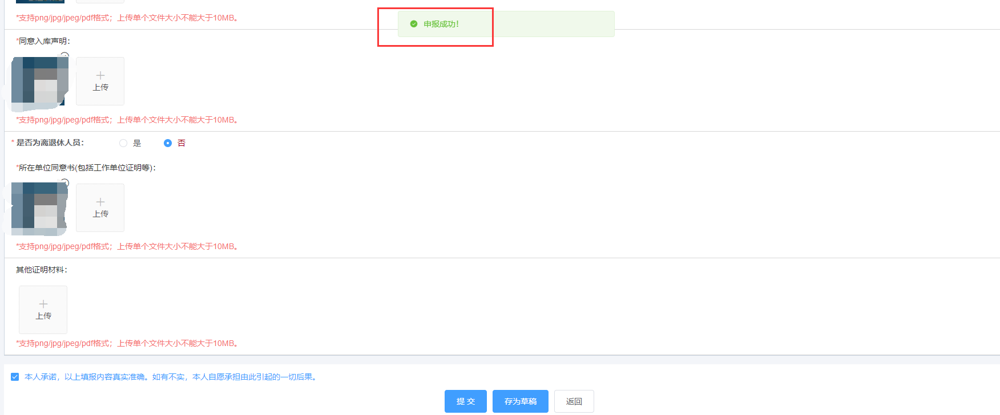 *支持png/jpg/jpeg/pdf格式；上传单个文件大小不能大于10MB。
申报成功！
*同意入库声明：
上传
*支持png/jpg/jpeg/pdf格式；上传单个文件大小不能大于10MB。
* 是否为离退休人员： 是 否
*所在单位同意书(包括工作单位证明等)：
上传
*支持png/jpg/jpeg/pdf格式；上传单个文件大小不能大于10MB。
其他证明材料：
上传
*支持png/jpg/jpeg/pdf格式；上传单个文件大小不能大于10MB。
本人承诺，以上填报内容真实准确。如有不实，本人自愿承担由此引起的一切后果。
提 交 存为草稿 返回